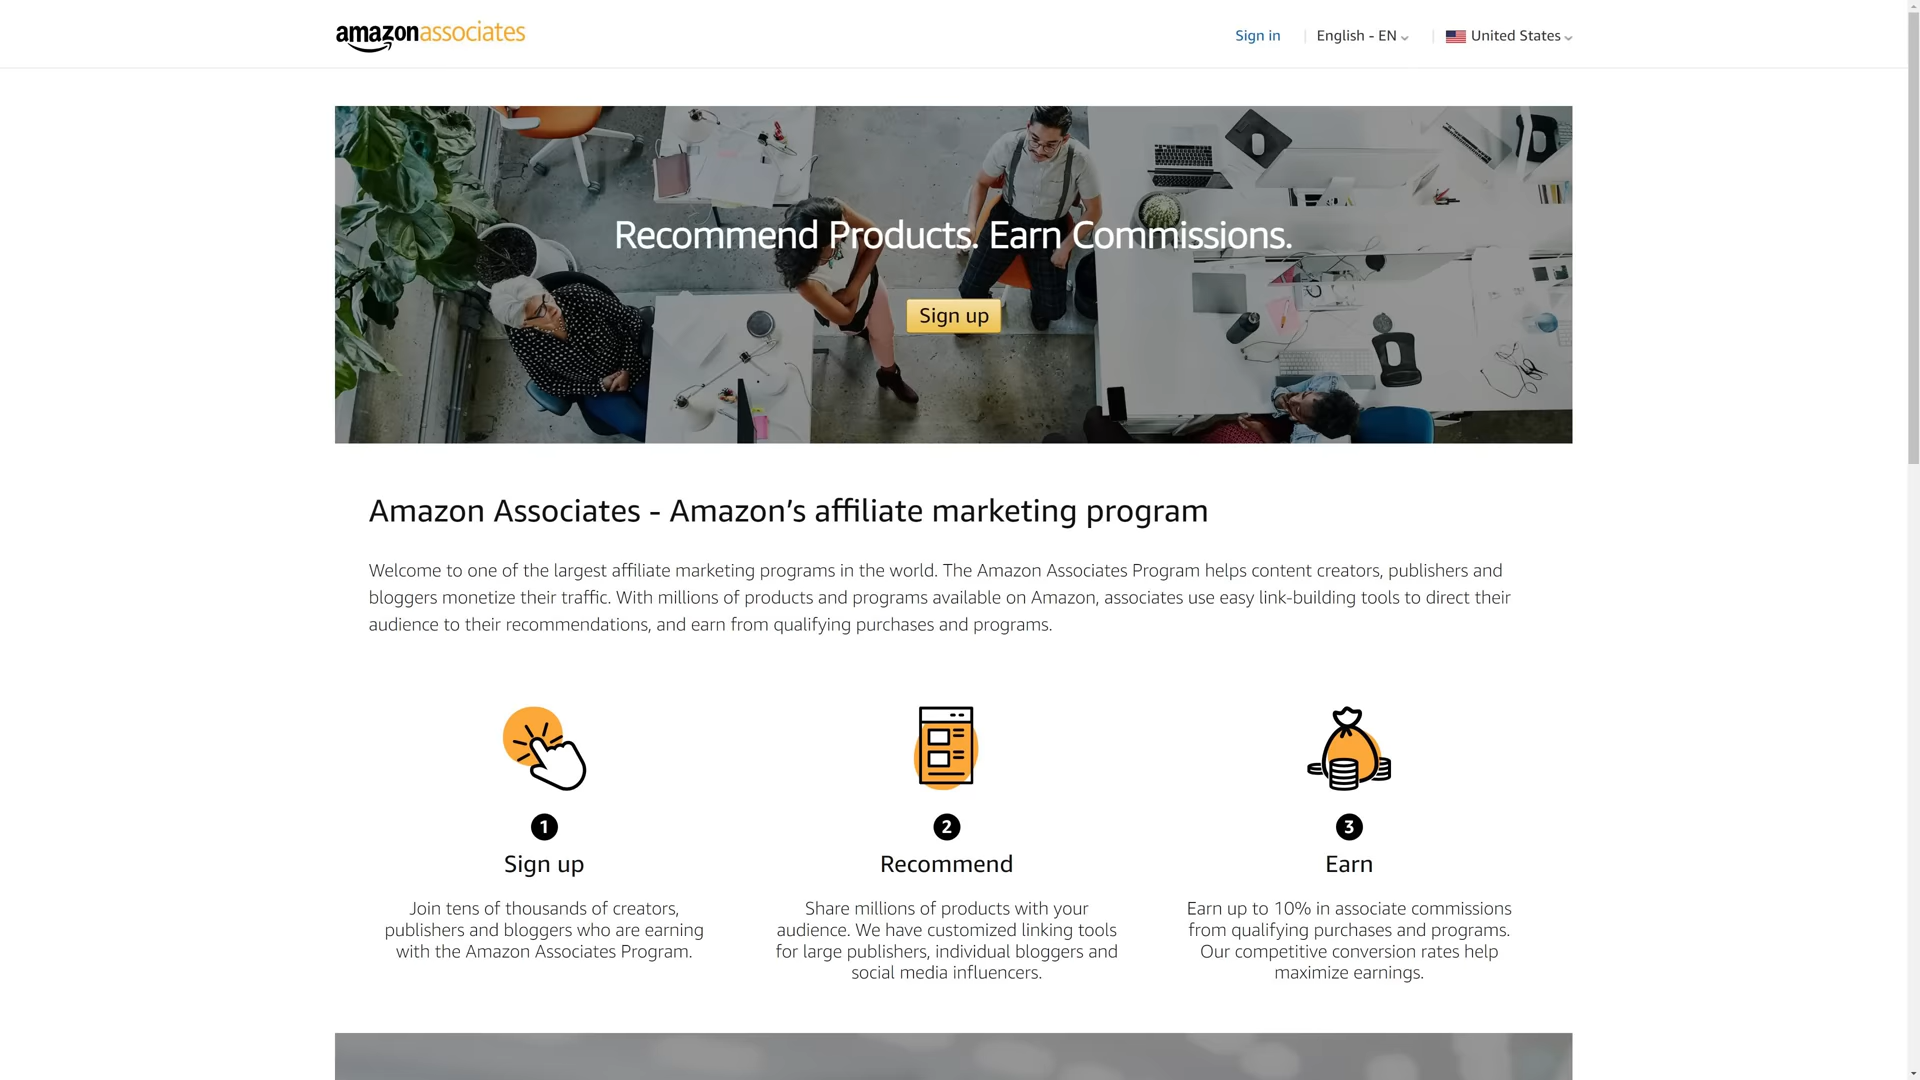 amazonassociates
Sign in
English - EN
United States
Recommend Products. Earn Commissions.
Sign up
Amazon Associates - Amazon’s affiliate marketing program
Welcome to one of the largest affiliate marketing programs in the world. The Amazon Associates Program helps content creators, publishers and
bloggers monetize their traffic. With millions of products and programs available on Amazon, associates use easy link-building tools to direct their
audience to their recommendations, and earn from qualifying purchases and programs.
1
Sign up
Join tens of thousands of creators,
publishers and bloggers who are earning
with the Amazon Associates Program.
2
Recommend
Share millions of products with your
audience. We have customized linking tools
for large publishers, individual bloggers and
social media influencers.
3
Earn
Earn up to 10% in associate commissions
from qualifying purchases and programs.
Our competitive conversion rates help
maximize earnings.